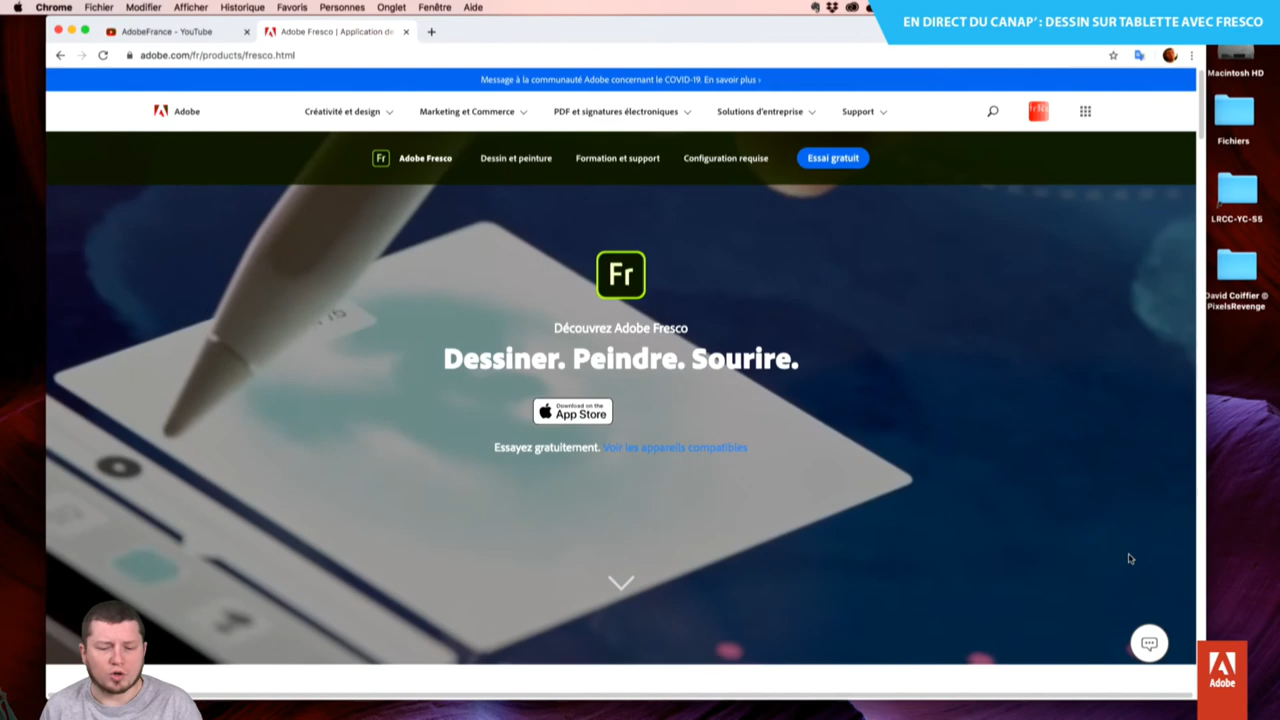 Chrome Fichier Modifier Afficher Historique Favoris Personnes Onglet Fenêtre Aide
EN DIRECT DU CANAP' : DESSIN SUR TABLETTE AVEC FRESCO
AdobeFrance - YouTube
Adobe Fresco | Application de
adobe.com/fr/products/fresco.html
Message à la communauté Adobe concernant le COVID-19. En savoir plus ›
Adobe
Créativité et design
Marketing et Commerce
PDF et signatures électroniques
Solutions d'entreprise
Support
Fr
Adobe Fresco
Dessin et peinture
Formation et support
Configuration requise
Essai gratuit
Fr
Découvrez Adobe Fresco
Dessiner. Peindre. Sourire.
Download on the
App Store
Essayez gratuitement. Voir les appareils compatibles
Macintosh HD
Fichiers
LRCC-YC-S5
David Coiffier ©
PixelsRevenge
Adobe